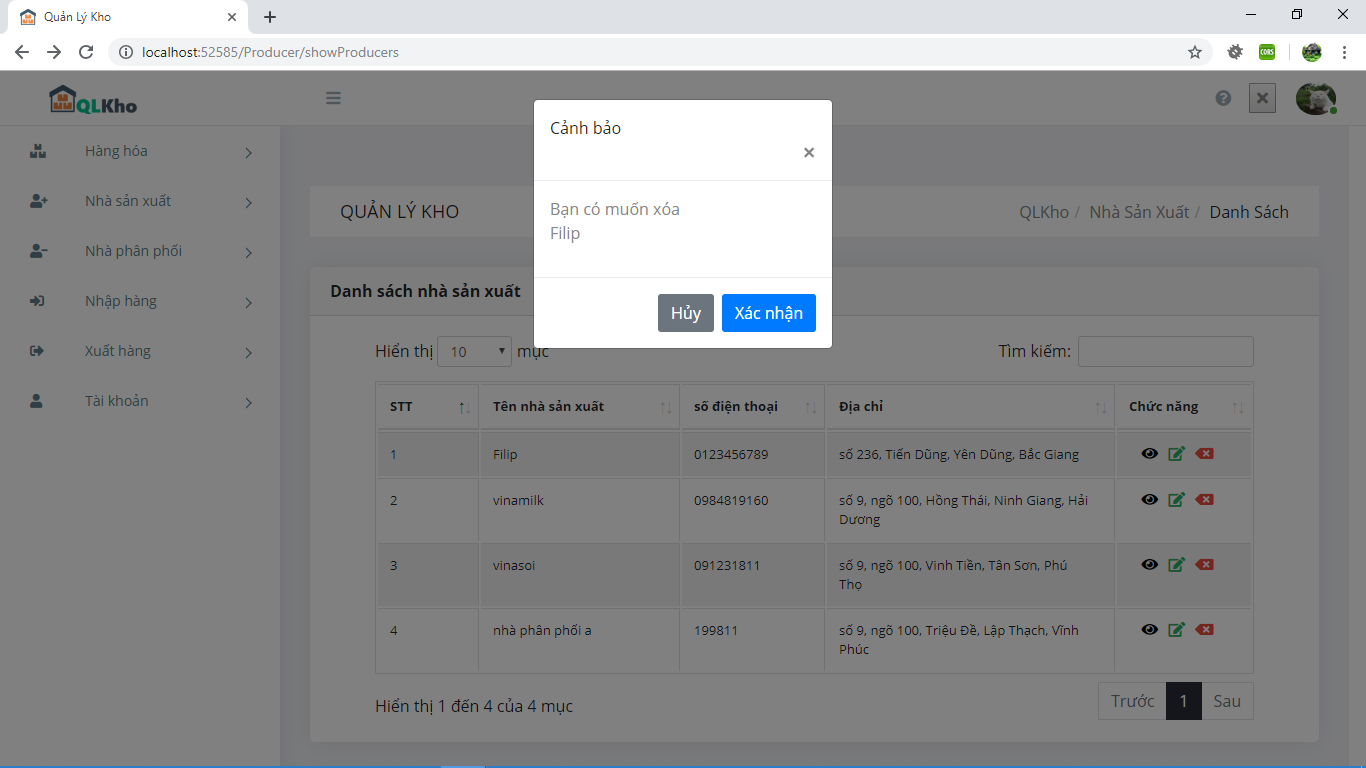 Quản Lý Kho
localhost:52585/Producer/showProducers
CORS
QLKho
Cảnh bảo
×
Bạn có muốn xóa
Filip
Hủy
Xác nhận
Hàng hóa
Nhà sản xuất
Nhà phân phối
Nhập hàng
Xuất hàng
Tài khoản
QUẢN LÝ KHO
QLKho / Nhà Sản Xuất / Danh Sách
Danh sách nhà sản xuất
Hiển thị 10 mục
Tìm kiếm:
STT Tên nhà sản xuất số điện thoại Địa chỉ Chức năng
1 Filip 0123456789 số 236, Tiến Dũng, Yên Dũng, Bắc Giang
2 vinamilk 0984819160 số 9, ngõ 100, Hồng Thái, Ninh Giang, Hải
Dương
3 vinasoi 091231811 số 9, ngõ 100, Vinh Tiền, Tân Sơn, Phú
Thọ
4 nhà phân phối a 199811 số 9, ngõ 100, Triệu Đề, Lập Thạch, Vĩnh
Phúc
Hiển thị 1 đến 4 của 4 mục
Trước 1 Sau